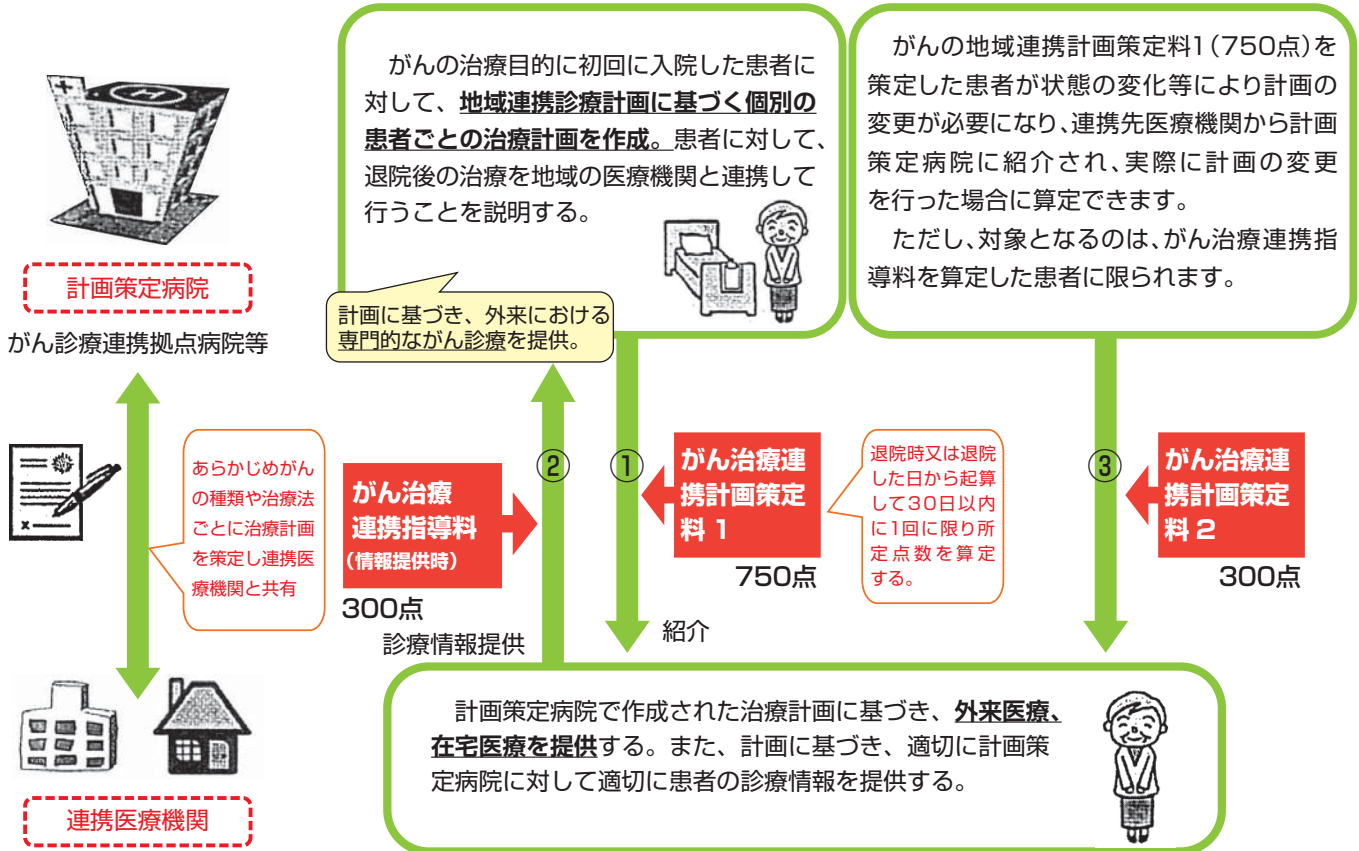 がんの治療目的に初回に入院した患者に
対して、地域連携診療計画に基づく個別の
患者ごとの治療計画を作成。患者に対して、
退院後の治療を地域の医療機関と連携して
行うことを説明する。
がんの地域連携計画策定料1(750点)を
策定した患者が状態の変化等により計画の
変更が必要になり、連携先医療機関から計画
策定病院に紹介され、実際に計画の変更
を行った場合に算定できます。
ただし、対象となるのは、がん治療連携指
導料を算定した患者に限られます。
H
計画策定病院
がん診療連携拠点病院等
計画に基づき、外来における
専門的ながん診療を提供。
あらかじめがん
の種類や治療法
ごとに治療計画
を策定し連携医
療機関と共有
がん治療
連携指導料
(情報提供時)
300点
診療情報提供
②
①
紹介
がん治療連
携計画策定
料 1
750点
退院時又は退院
した日から起算
して30日以内
に1回に限り所
定点数を算定
する。
③
がん治療連
携計画策定
料 2
300点
計画策定病院で作成された治療計画に基づき、外来医療、
在宅医療を提供する。また、計画に基づき、適切に計画策
定病院に対して適切に患者の診療情報を提供する。
連携医療機関